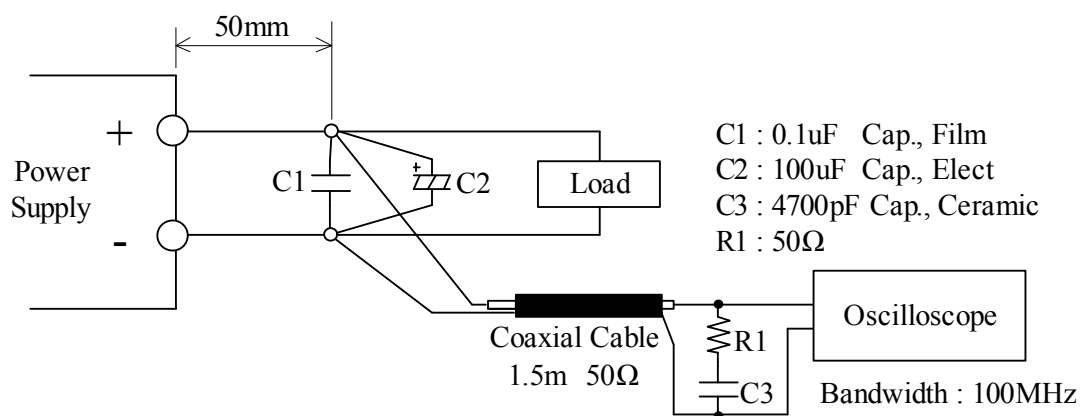 50mm
+
-
Power
Supply
C1
+
C2
Load
C1 : 0.1uF Cap., Film
C2 : 100uF Cap., Elect
C3 : 4700pF Cap., Ceramic
R1 : 50Ω
Coaxial Cable
1.5m 50Ω
R1
C3
Oscilloscope
Bandwidth : 100MHz